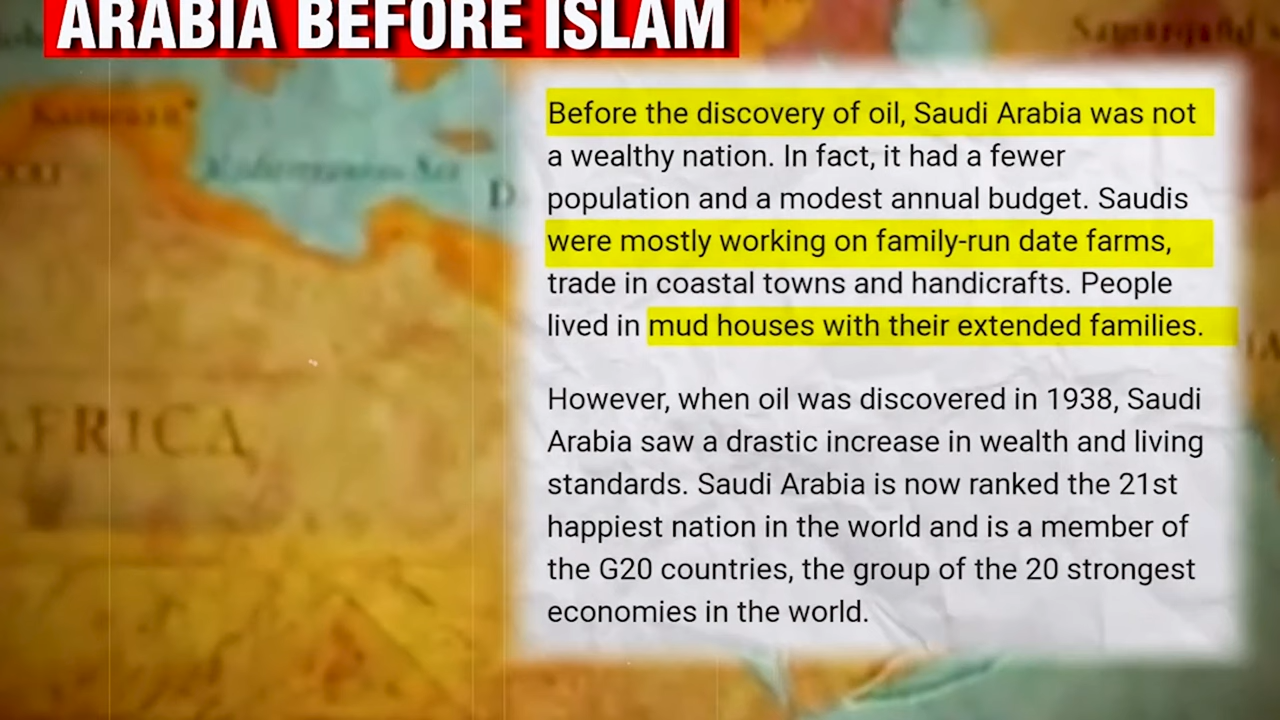 ARABIA BEFORE ISLAM
Before the discovery of oil, Saudi Arabia was not
a wealthy nation. In fact, it had a fewer
population and a modest annual budget. Saudis
were mostly working on family-run date farms,
trade in coastal towns and handicrafts. People
lived in mud houses with their extended families.
However, when oil was discovered in 1938, Saudi
Arabia saw a drastic increase in wealth and living
standards. Saudi Arabia is now ranked the 21st
happiest nation in the world and is a member of
the G20 countries, the group of the 20 strongest
economies in the world.
AFRICA